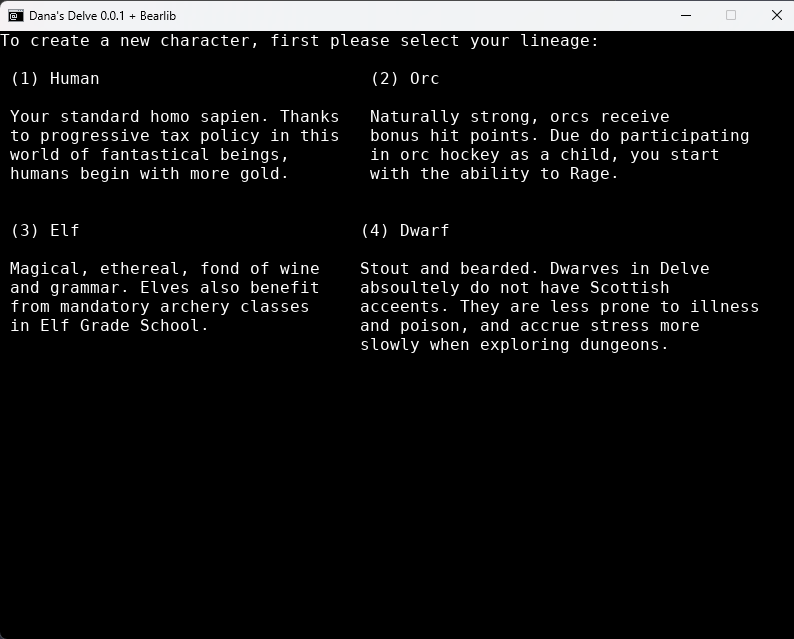 Dana's Delve 0.0.1 + Bearlib
To create a new character, first please select your lineage:
(1) Human
Your standard homo sapien. Thanks
to progressive tax policy in this
world of fantastical beings,
humans begin with more gold.
(2) Orc
Naturally strong, orcs receive
bonus hit points. Due do participating
in orc hockey as a child, you start
with the ability to Rage.
(3) Elf
Magical, ethereal, fond of wine
and grammar. Elves also benefit
from mandatory archery classes
in Elf Grade School.
(4) Dwarf
Stout and bearded. Dwarves in Delve
absoultely do not have Scottish
acceents. They are less prone to illness
and poison, and accrue stress more
slowly when exploring dungeons.